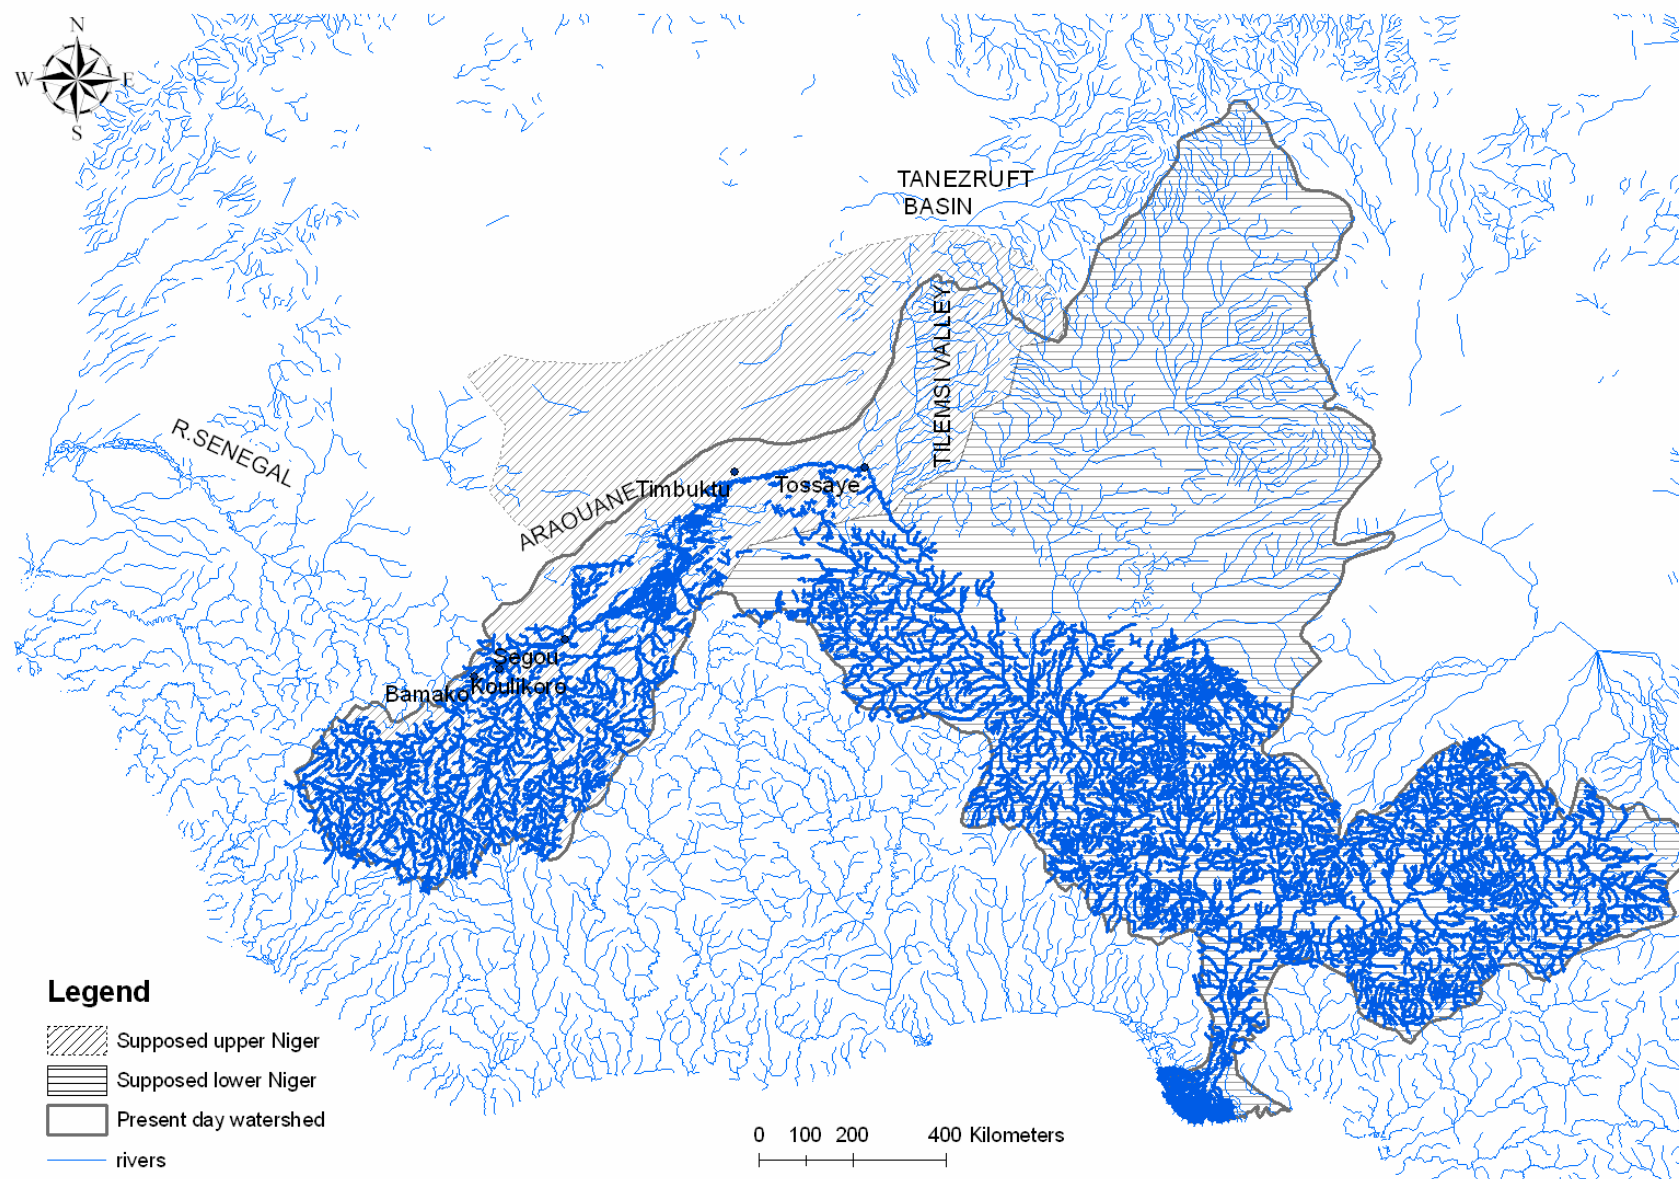 N
W E
S
TANEZRUFT
BASIN
TILEMSI VALLEY
R.SENEGAL
ARAOUANE
Timbuktu
Tossaye
Segou
Koulikoro
Bamako
Legend
Supposed upper Niger
Supposed lower Niger
Present day watershed
rivers
0 100 200 400 Kilometers